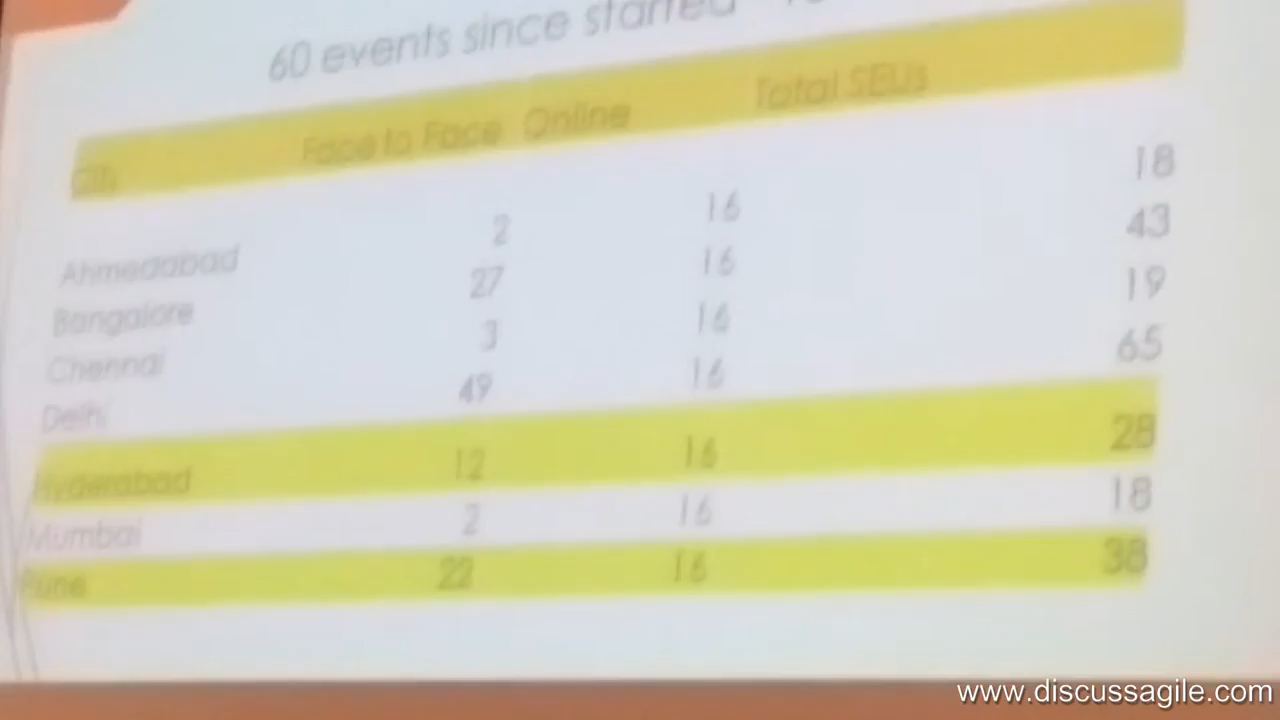 60 events since started
City Face to Face Online Total SEUs
Ahmedabad 2 16 18
Bangalore 27 16 43
Chennai 3 16 19
Delhi 49 16 65
Hyderabad 12 16 28
Mumbai 2 16 18
Pune 22 16 38
www.discussagile.com